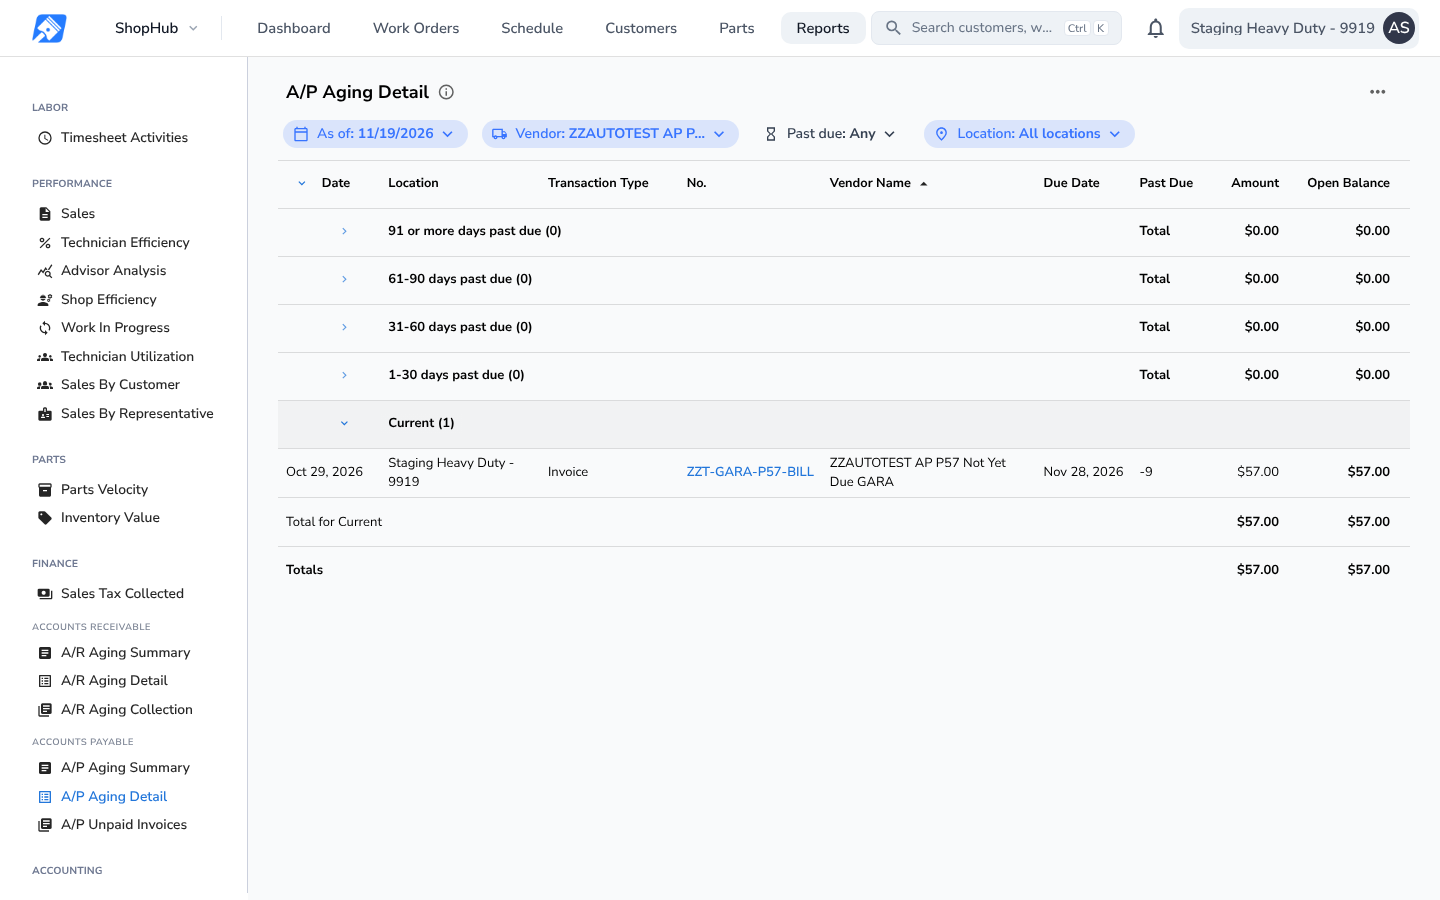 ShopHub
Dashboard
Work Orders
Schedule
Customers
Parts
Reports
Search customers, w...
Ctrl
K
Staging Heavy Duty - 9919
AS
LABOR
Timesheet Activities
PERFORMANCE
Sales
Technician Efficiency
Advisor Analysis
Shop Efficiency
Work In Progress
Technician Utilization
Sales By Customer
Sales By Representative
PARTS
Parts Velocity
Inventory Value
FINANCE
Sales Tax Collected
ACCOUNTS RECEIVABLE
A/R Aging Summary
A/R Aging Detail
A/R Aging Collection
ACCOUNTS PAYABLE
A/P Aging Summary
A/P Aging Detail
A/P Unpaid Invoices
ACCOUNTING
A/P Aging Detail
As of: 11/19/2026
Vendor: ZZAUTOTEST AP P...
Past due: Any
Location: All locations
Date Location Transaction Type No. Vendor Name Due Date Past Due Amount Open Balance
91 or more days past due (0) Total $0.00 $0.00
61-90 days past due (0) Total $0.00 $0.00
31-60 days past due (0) Total $0.00 $0.00
1-30 days past due (0) Total $0.00 $0.00
Current (1)
Oct 29, 2026
Staging Heavy Duty -
9919
Invoice
ZZT-GARA-P57-BILL
ZZAUTOTEST AP P57 Not Yet
Due GARA
Nov 28, 2026
-9
$57.00
$57.00
Total for Current $57.00 $57.00
Totals $57.00 $57.00